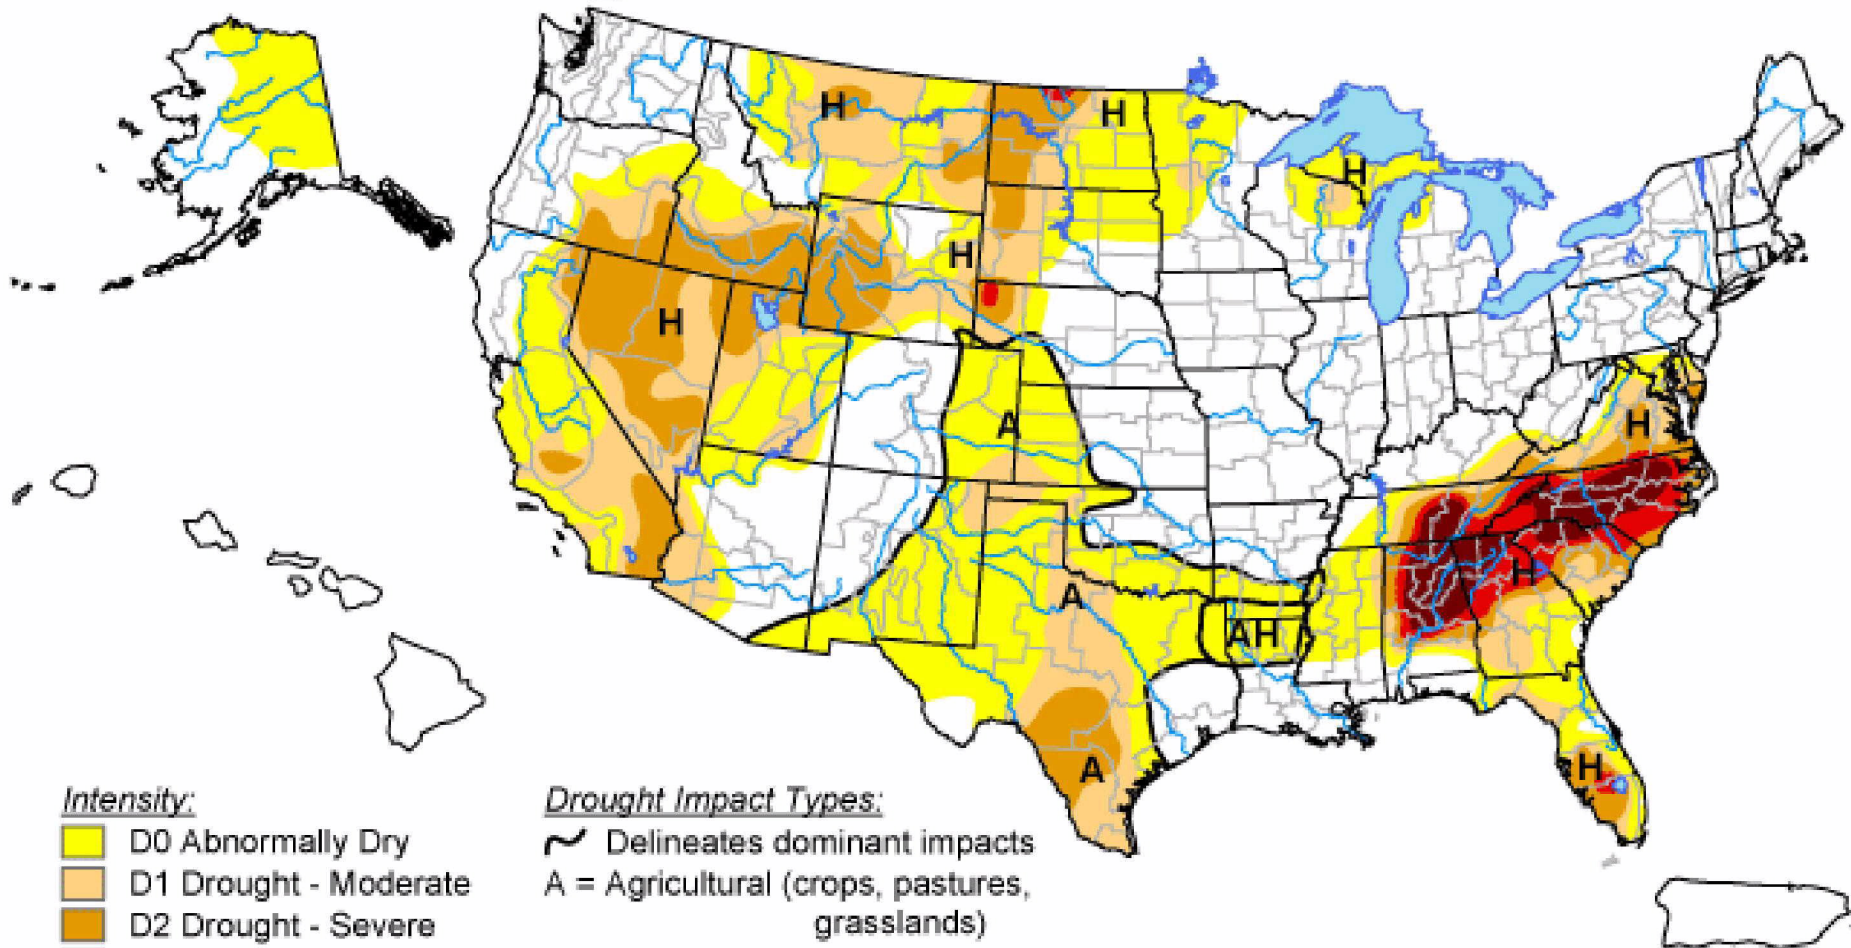 H
H
H
H
H
A
H
A
H
AH
A
H
Intensity:
D0 Abnormally Dry
D1 Drought - Moderate
D2 Drought - Severe
Drought Impact Types:
Delineates dominant impacts
A = Agricultural (crops, pastures,
grasslands)